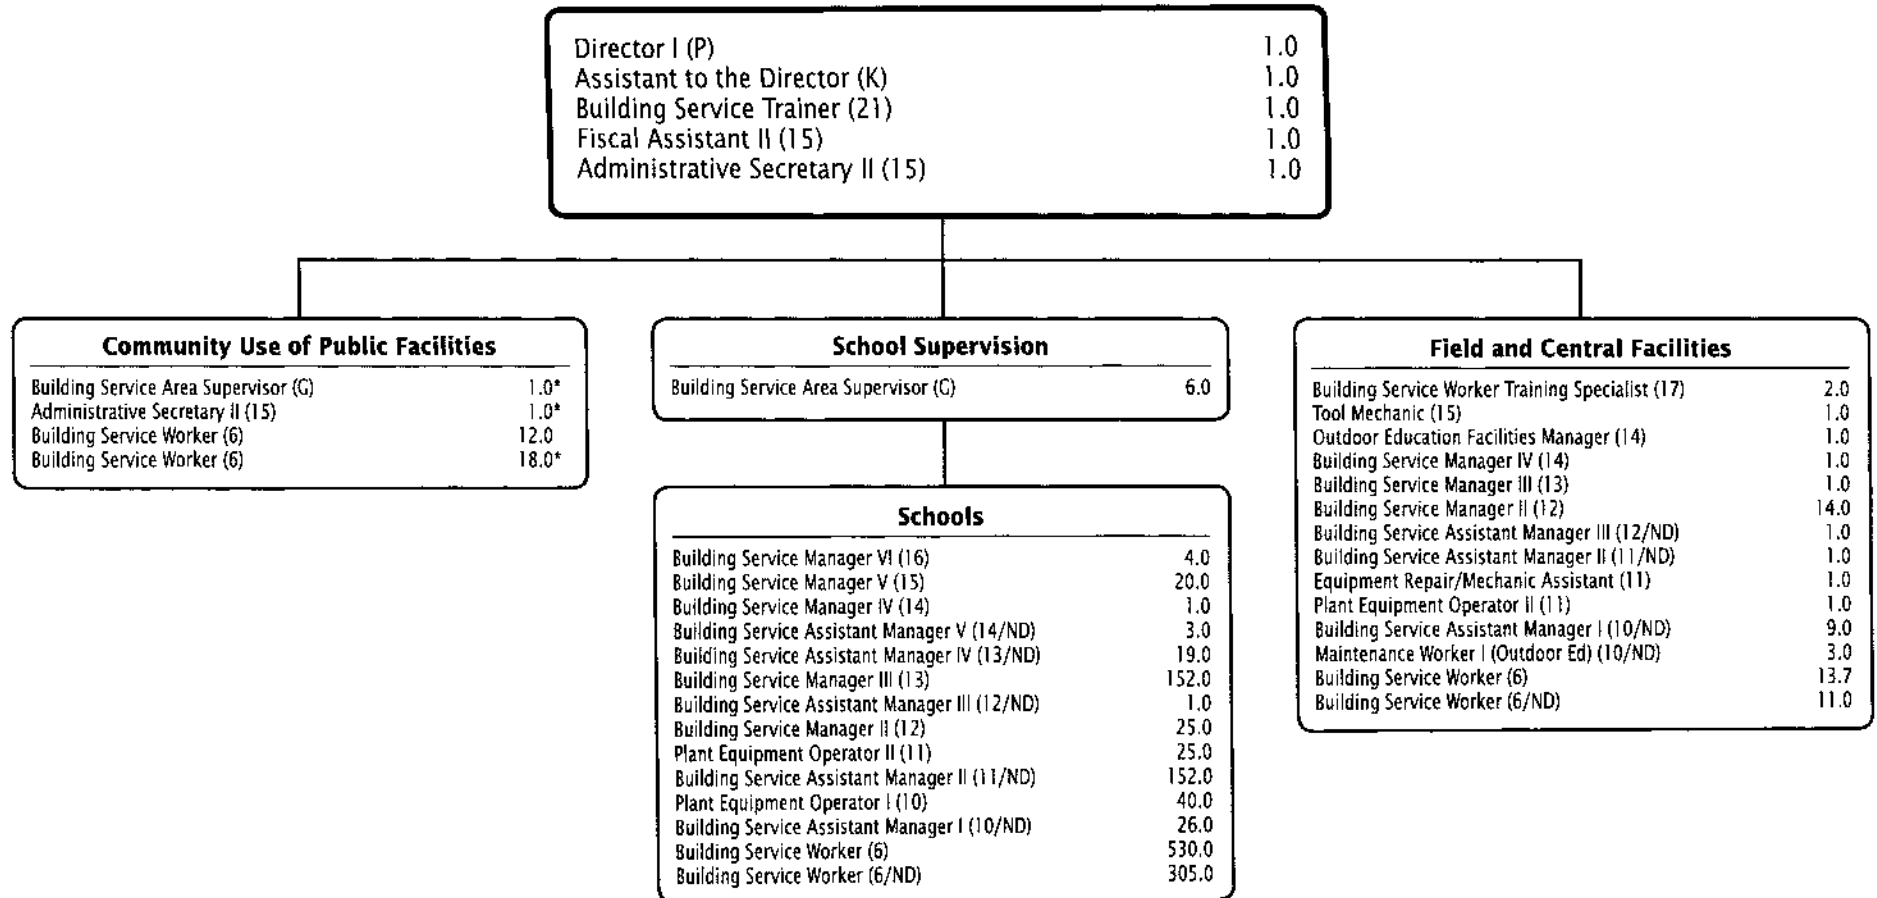 Director I (P) 1.0
Assistant to the Director (K) 1.0
Building Service Trainer (21) 1.0
Fiscal Assistant II (15) 1.0
Administrative Secretary II (15) 1.0
Community Use of Public Facilities
Building Service Area Supervisor (G) 1.0*
Administrative Secretary II (15) 1.0*
Building Service Worker (6) 12.0
Building Service Worker (6) 18.0*
School Supervision
Building Service Area Supervisor (G) 6.0
Schools
Building Service Manager VI (16) 4.0
Building Service Manager V (15) 20.0
Building Service Manager IV (14) 1.0
Building Service Assistant Manager V (14/ND) 3.0
Building Service Assistant Manager IV (13/ND) 19.0
Building Service Manager III (13) 152.0
Building Service Assistant Manager III (12/ND) 1.0
Building Service Manager II (12) 25.0
Plant Equipment Operator II (11) 25.0
Building Service Assistant Manager II (11/ND) 152.0
Plant Equipment Operator I (10) 40.0
Building Service Assistant Manager I (10/ND) 26.0
Building Service Worker (6) 530.0
Building Service Worker (6/ND) 305.0
Field and Central Facilities
Building Service Worker Training Specialist (17) 2.0
Tool Mechanic (15) 1.0
Outdoor Education Facilities Manager (14) 1.0
Building Service Manager IV (14) 1.0
Building Service Manager III (13) 1.0
Building Service Manager II (12) 14.0
Building Service Assistant Manager III (12/ND) 1.0
Building Service Assistant Manager II (11/ND) 1.0
Equipment Repair/Mechanic Assistant (11) 1.0
Plant Equipment Operator II (11) 1.0
Building Service Assistant Manager I (10/ND) 9.0
Maintenance Worker I (Outdoor Ed) (10/ND) 3.0
Building Service Worker (6) 13.7
Building Service Worker (6/ND) 11.0